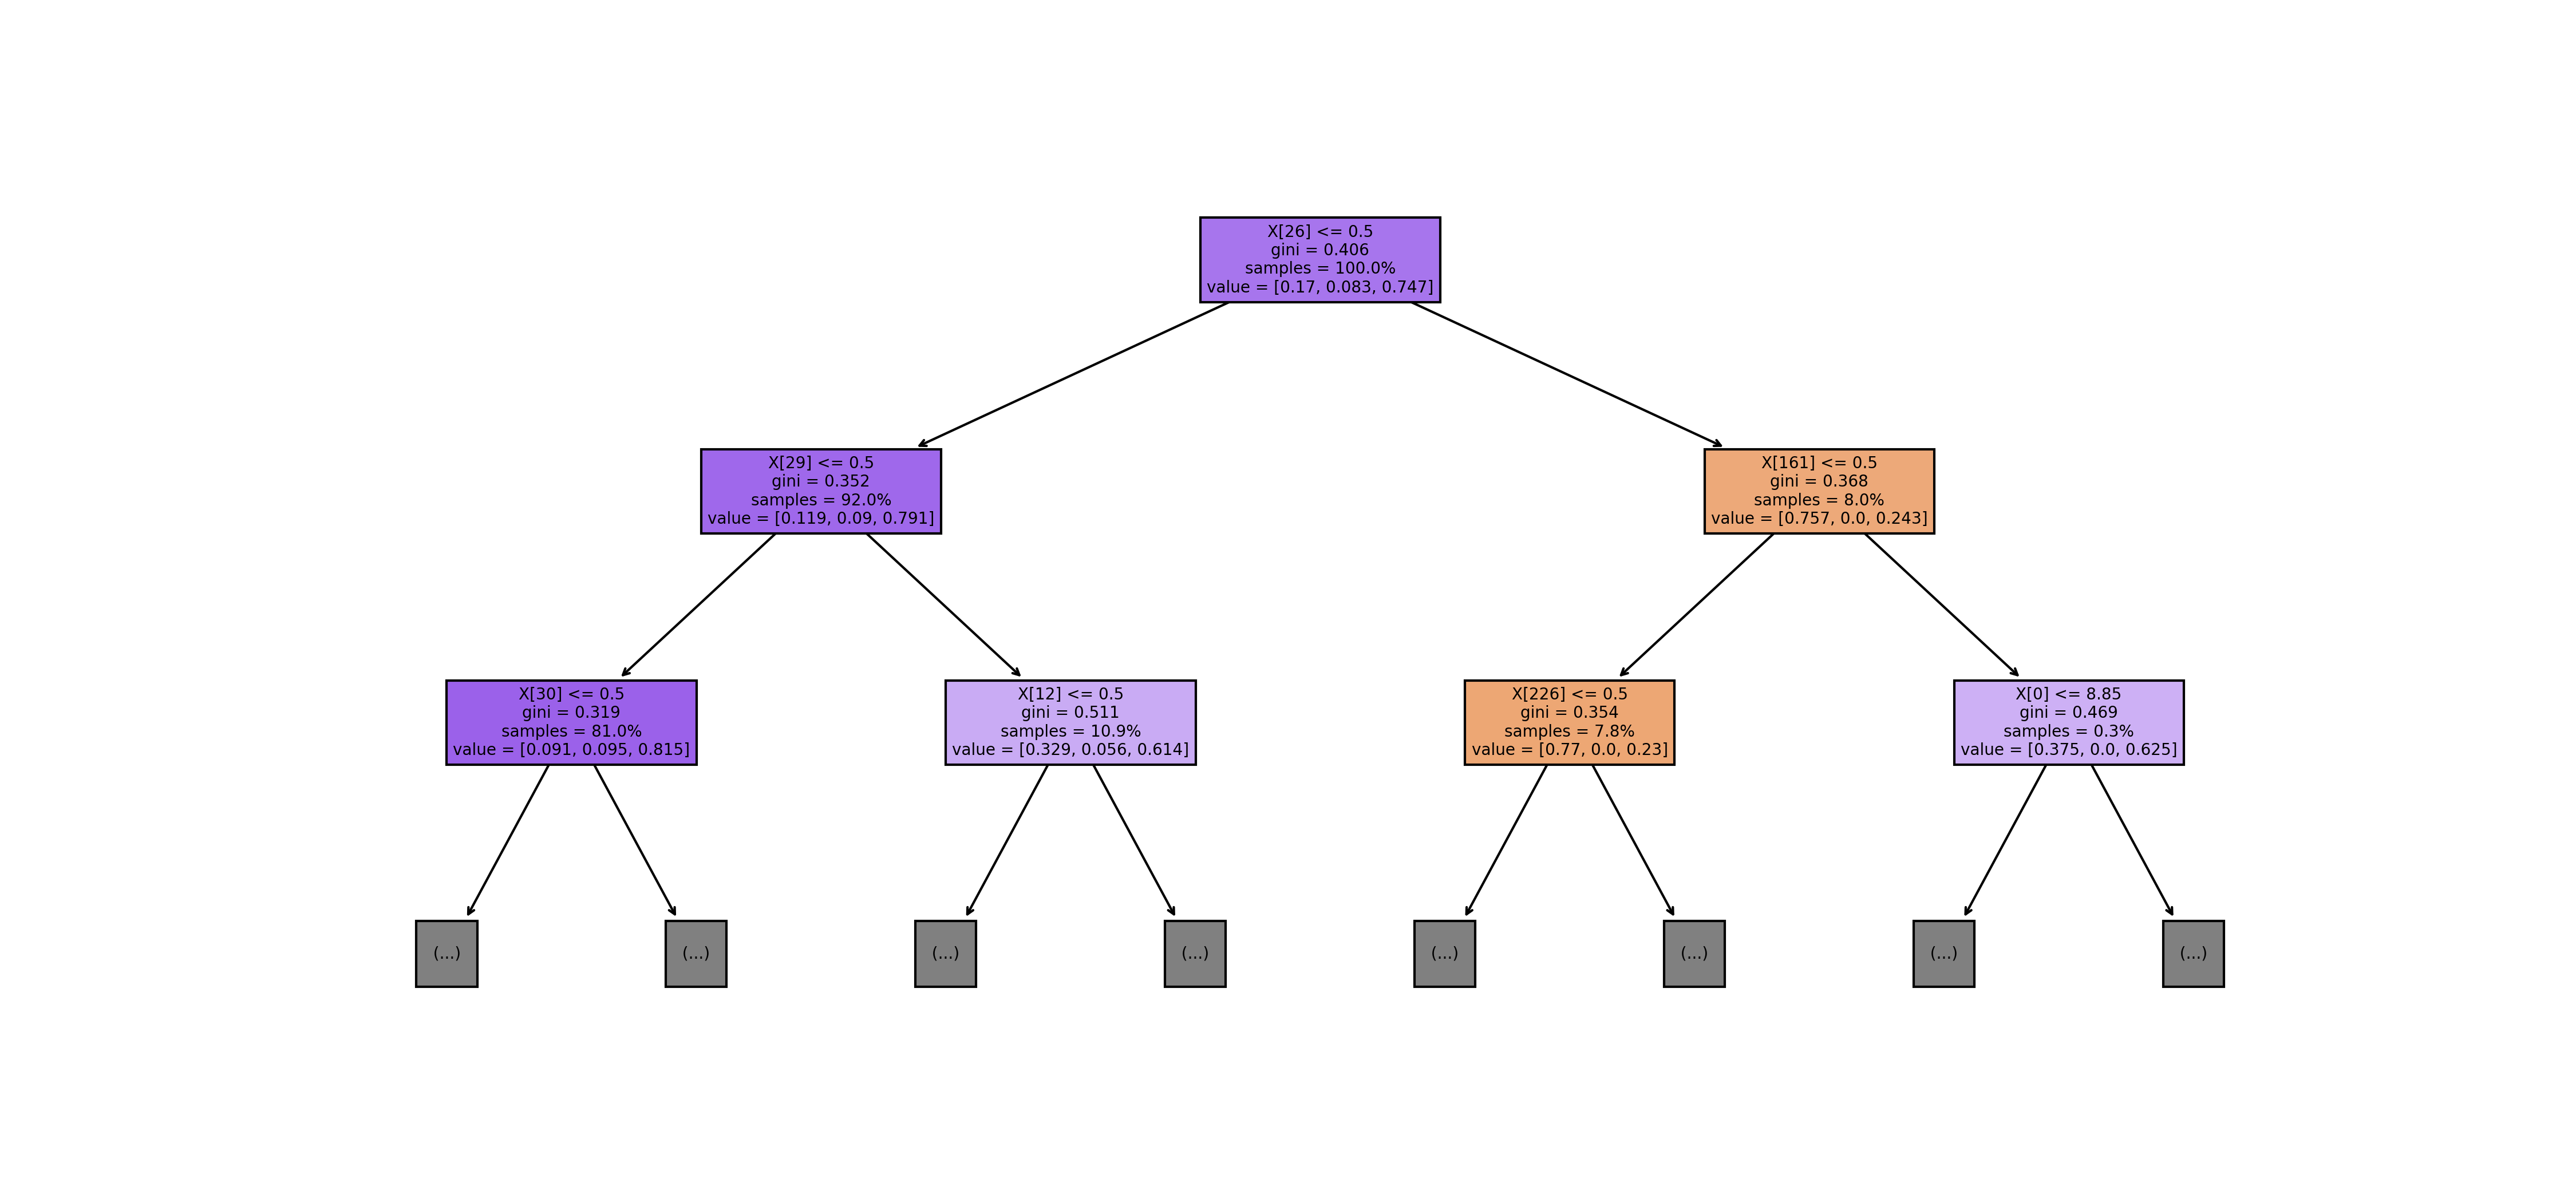 X[26] <= 0.5
gini = 0.406
samples = 100.0%
value = [0.17, 0.083, 0.747]
X[29] <= 0.5
gini = 0.352
samples = 92.0%
value = [0.119, 0.09, 0.791]
X[161] <= 0.5
gini = 0.368
samples = 8.0%
value = [0.757, 0.0, 0.243]
X[30] <= 0.5
gini = 0.319
samples = 81.0%
value = [0.091, 0.095, 0.815]
X[12] <= 0.5
gini = 0.511
samples = 10.9%
value = [0.329, 0.056, 0.614]
X[226] <= 0.5
gini = 0.354
samples = 7.8%
value = [0.77, 0.0, 0.23]
X[0] <= 8.85
gini = 0.469
samples = 0.3%
value = [0.375, 0.0, 0.625]
(...)
(...)
(...)
(...)
(...)
(...)
(...)
(...)